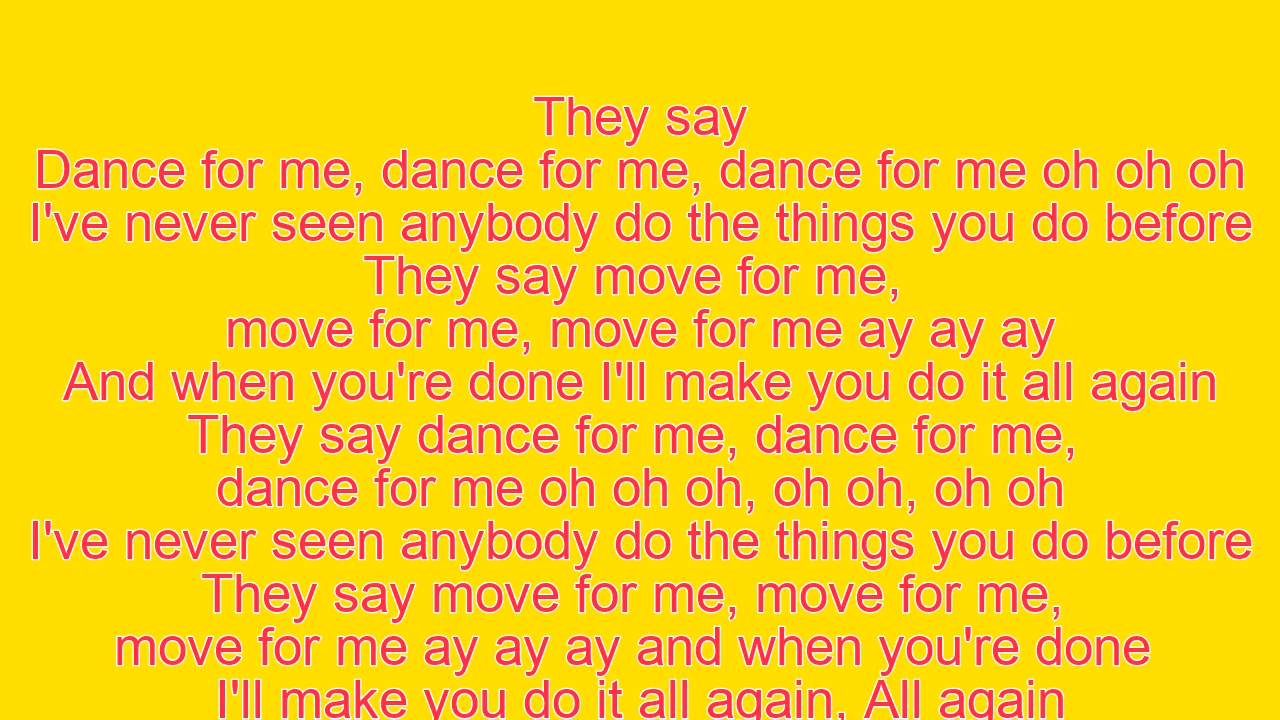 They say
Dance for me, dance for me, dance for me oh oh oh
I've never seen anybody do the things you do before
They say move for me,
move for me, move for me ay ay ay
And when you're done I'll make you do it all again
They say dance for me, dance for me,
dance for me oh oh oh, oh oh, oh oh
I've never seen anybody do the things you do before
They say move for me, move for me,
move for me ay ay ay and when you're done
I'll make you do it all again, All again